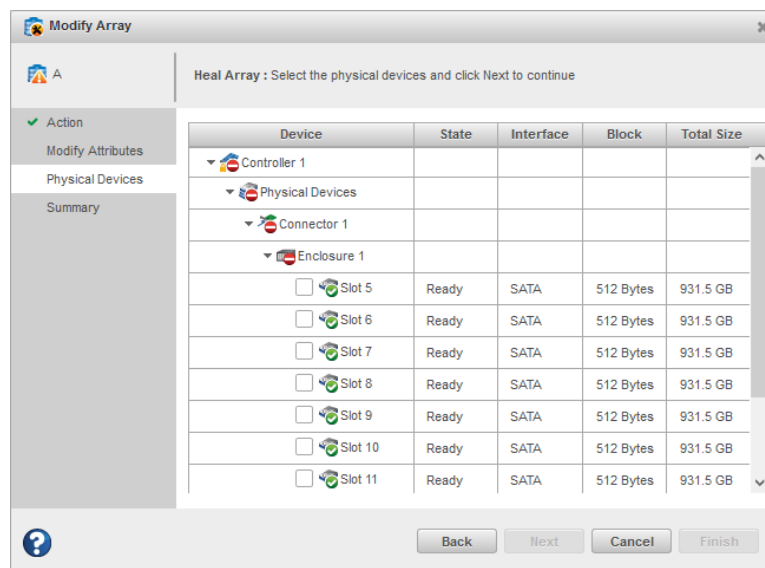 Modify Array
A
Heal Array : Select the physical devices and click Next to continue
Action
Modify Attributes
Physical Devices
Summary
Device State Interface Block Total Size
Controller 1
Physical Devices
Connector 1
Enclosure 1
Slot 5 Ready SATA 512 Bytes 931.5 GB
Slot 6 Ready SATA 512 Bytes 931.5 GB
Slot 7 Ready SATA 512 Bytes 931.5 GB
Slot 8 Ready SATA 512 Bytes 931.5 GB
Slot 9 Ready SATA 512 Bytes 931.5 GB
Slot 10 Ready SATA 512 Bytes 931.5 GB
Slot 11 Ready SATA 512 Bytes 931.5 GB
? Back Next Cancel Finish